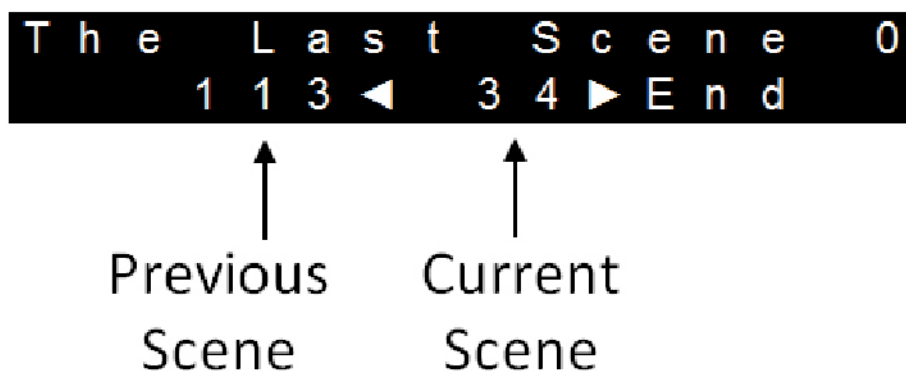 The Last Scene 0
113◀ 34▶End
Previous Current
Scene Scene